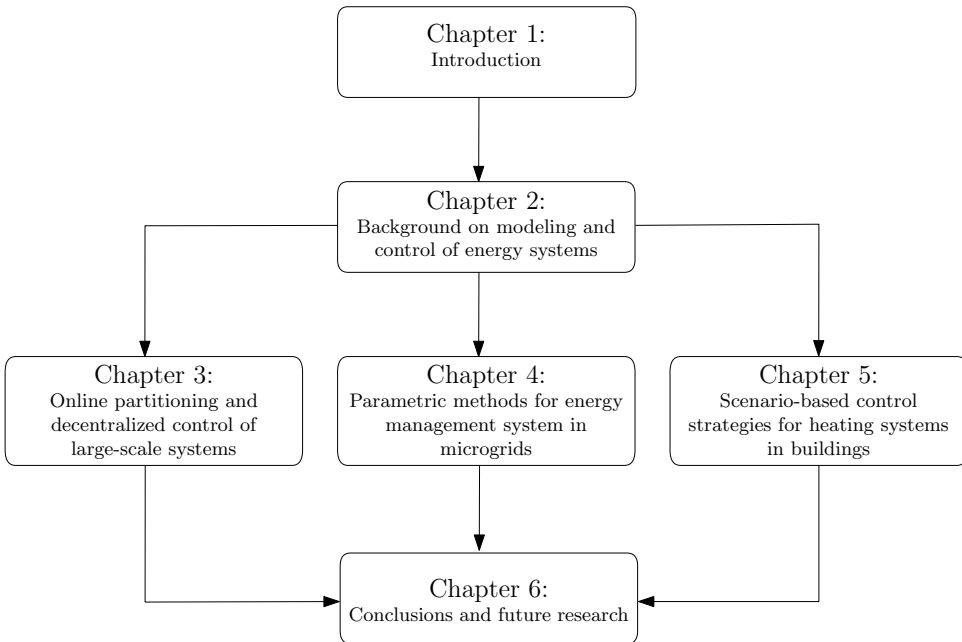 Chapter 1:
Introduction
Chapter 2:
Background on modeling and
control of energy systems
Chapter 3:
Online partitioning and
decentralized control of
large-scale systems
Chapter 4:
Parametric methods for energy
management system in
microgrids
Chapter 5:
Scenario-based control
strategies for heating systems
in buildings
Chapter 6:
Conclusions and future research